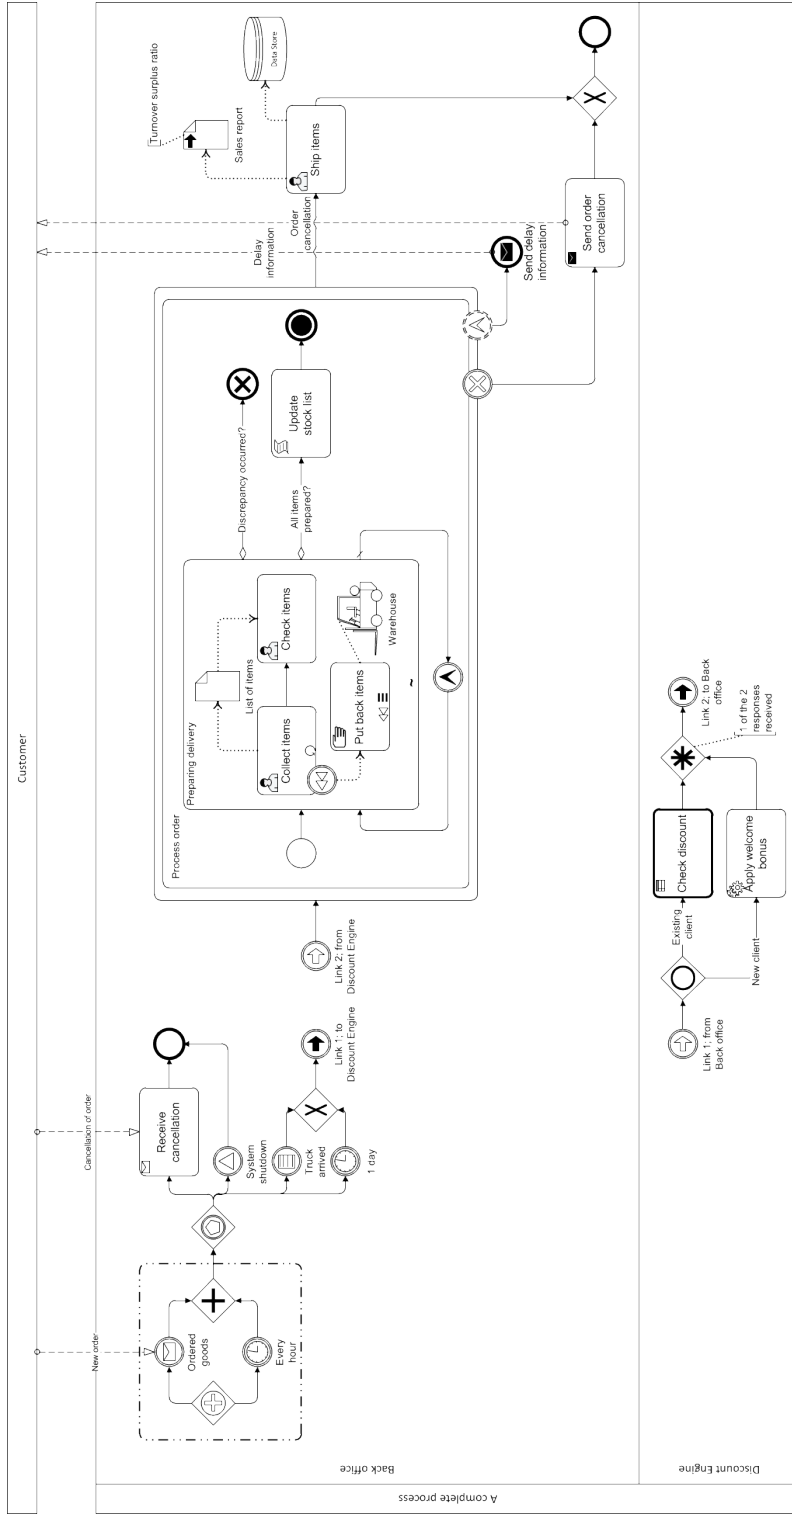 Customer
A complete process
Back office
New order
Ordered
goods
Every
hour
Cancellation of order
Receive
cancellation
System
shutdown
Truck
arrived
1 day
Link 1; to
Discount Engine
Link 2; from
Discount Engine
Process order
Preparing delivery
Collect items
List of items
Check items
Put back items
Warehouse
~
Discrepancy occurred?
All items
prepared?
Update
stock list
Delay
information
Order
cancellation
Send delay
information
Send order
cancellation
Ship items
Sales report
Turnover surplus ratio
Data Store
Discount Engine
Link 1; from
Back office
Existing
client
New client
Check discount
Apply welcome
bonus
1 of the 2
responses
received
Link 2; to Back
office